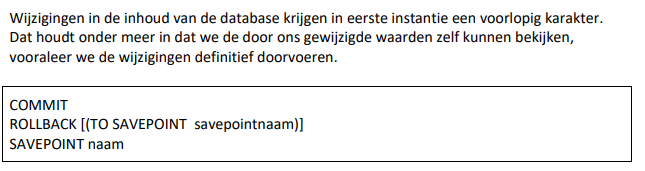 Wijzigingen in de inhoud van de database krijgen in eerste instantie een voorlopig karakter.
Dat houdt onder meer in dat we de door ons gewijzigde waarden zelf kunnen bekijken,
vooraleer we de wijzigingen definitief doorvoeren.
COMMIT
ROLLBACK [(TO SAVEPOINT savepointnaam)]
SAVEPOINT naam